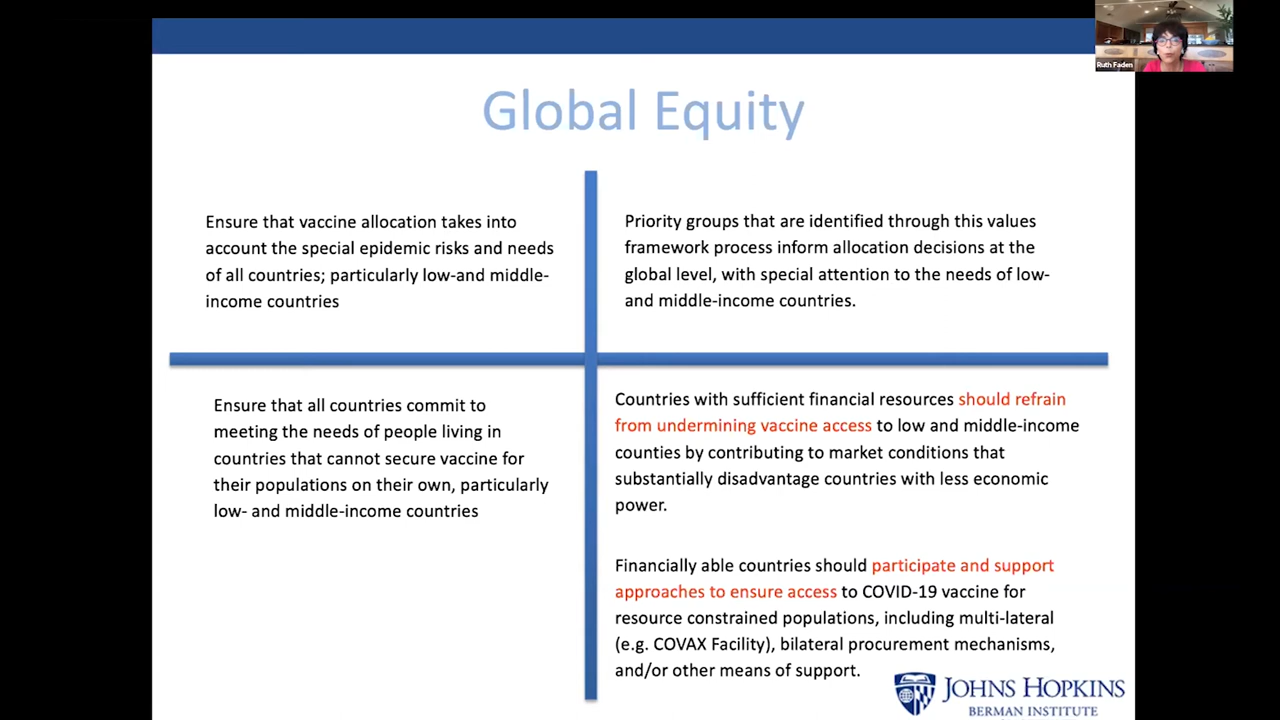 Ruth Faden
Global Equity
Ensure that vaccine allocation takes into
account the special epidemic risks and needs
of all countries; particularly low-and middle-
income countries
Priority groups that are identified through this values
framework process inform allocation decisions at the
global level, with special attention to the needs of low-
and middle-income countries.
Ensure that all countries commit to
meeting the needs of people living in
countries that cannot secure vaccine for
their populations on their own, particularly
low- and middle-income countries
Countries with sufficient financial resources should refrain
from undermining vaccine access to low and middle-income
counties by contributing to market conditions that
substantially disadvantage countries with less economic
power.
Financially able countries should participate and support
approaches to ensure access to COVID-19 vaccine for
resource constrained populations, including multi-lateral
(e.g. COVAX Facility), bilateral procurement mechanisms,
and/or other means of support.
JOHNS HOPKINS
BERMAN INSTITUTE